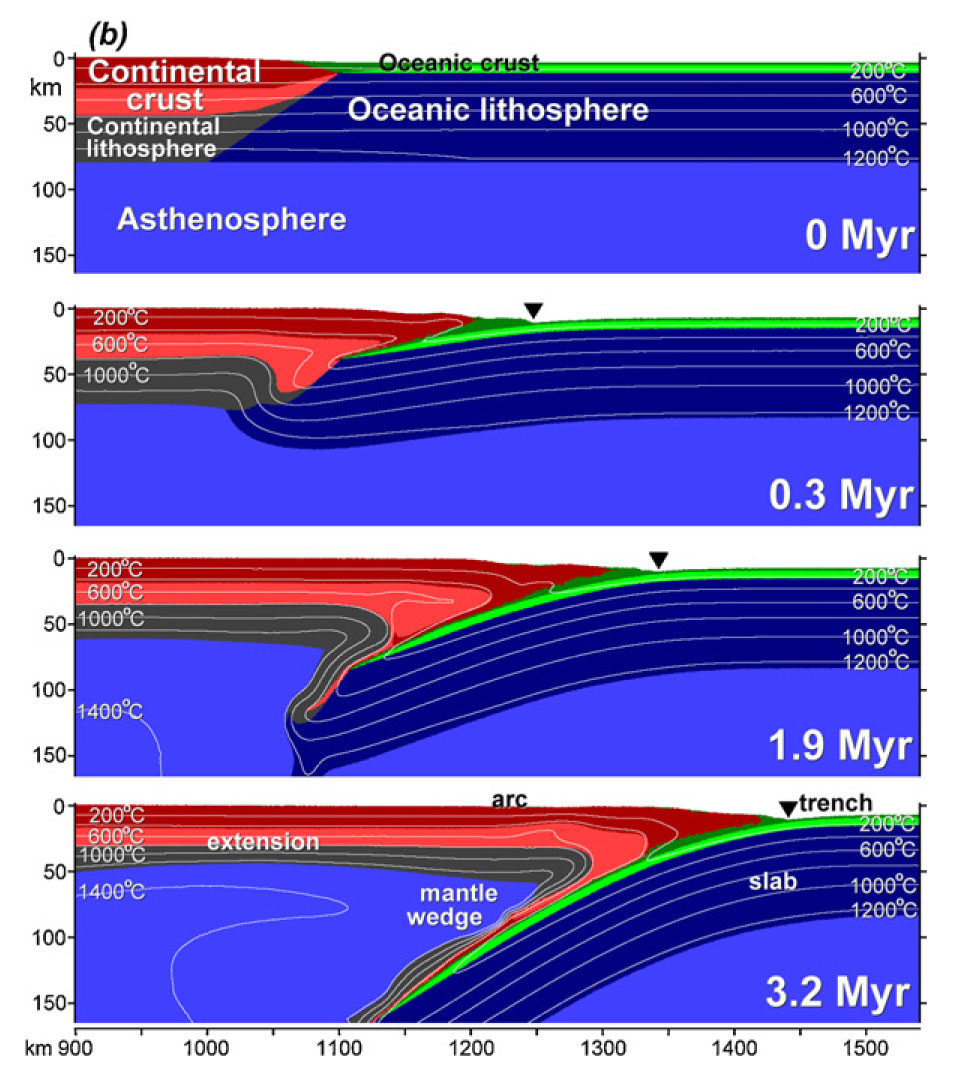 (b)
0
km
50
100
150
Continental
crust
Continental
lithosphere
Oceanic crust
Oceanic lithosphere
Asthenosphere
200°C
600°C
1000°C
1200°C
0 Myr
0
50
100
150
200°C
600°C
1000°C
200°C
600°C
1000°C
1200°C
0.3 Myr
0
50
100
150
200°C
600°C
1000°C
1400°C
200°C
600°C
1000°C
1200°C
1.9 Myr
arc
trench
0
50
100
150
200°C
600°C
1000°C
1400°C
extension
mantle
wedge
slab
200°C
600°C
1000°C
1200°C
3.2 Myr
km 900 1000 1100 1200 1300 1400 1500